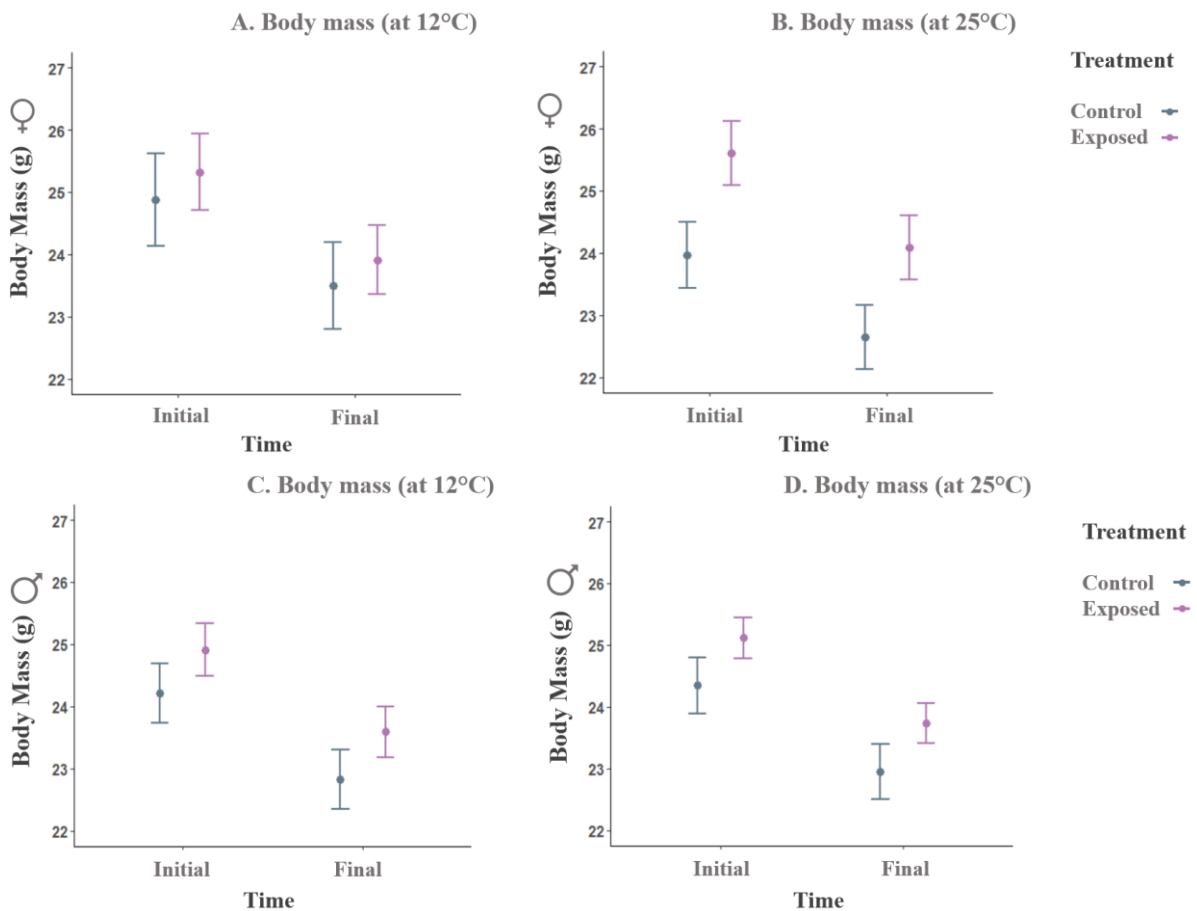 A. Body mass (at 12°C)
B. Body mass (at 25°C)
Treatment
Control
Exposed
Body Mass (g) ♀
27
26
25
24
23
22
Initial Final
Time
Body Mass (g) ♀
27
26
25
24
23
22
Initial Final
Time
C. Body mass (at 12°C)
D. Body mass (at 25°C)
Treatment
Control
Exposed
Body Mass (g) ♂
27
26
25
24
23
22
Initial Final
Time
Body Mass (g) ♂
27
26
25
24
23
22
Initial Final
Time